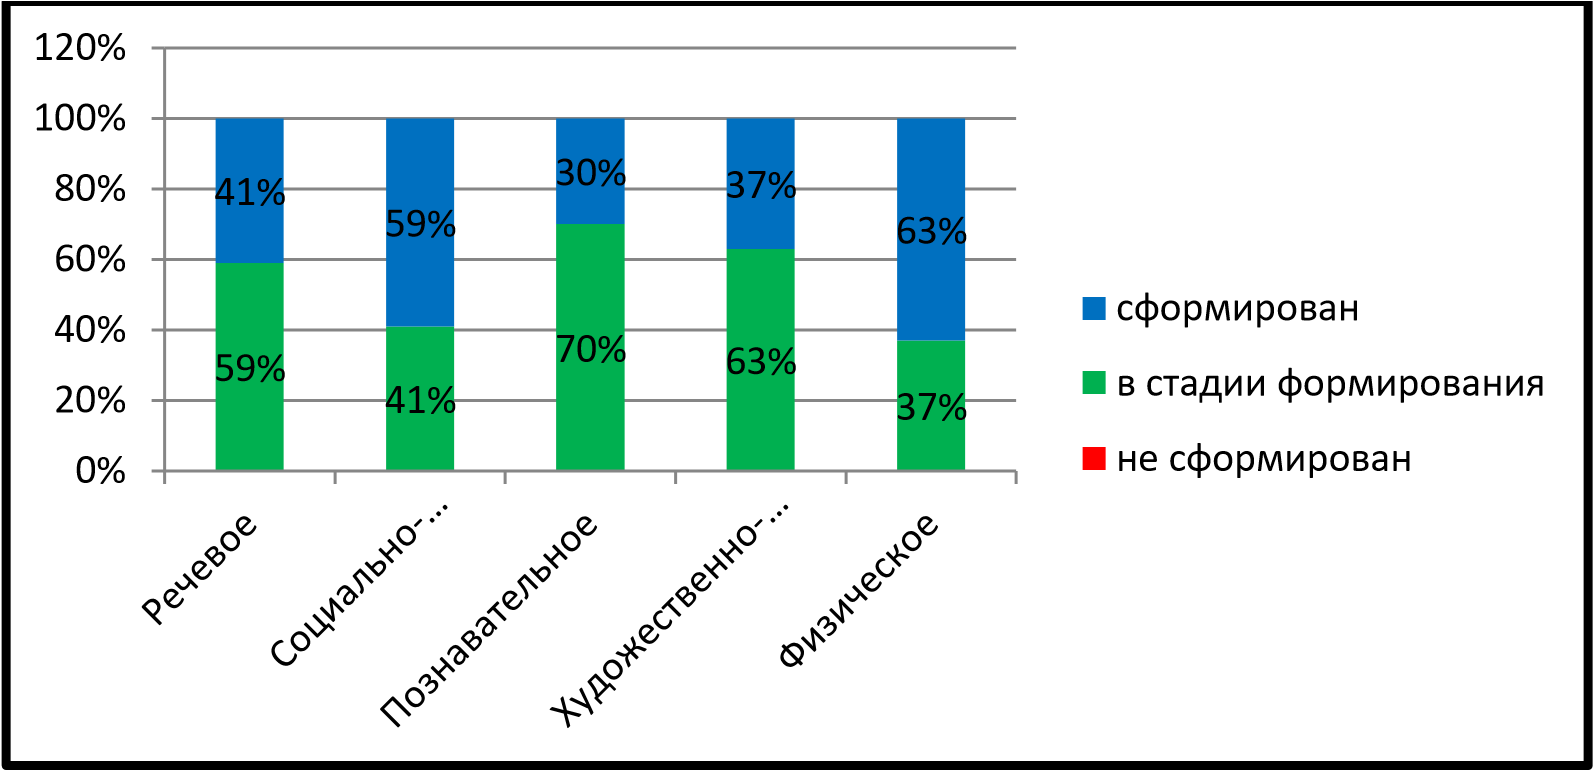 120%
100%
80%
60%
40%
20%
0%
41%
59%
30%
37%
63%
59%
41%
70%
63%
37%
Речевое
Социально-...
Познавательное
Художественно-...
Физическое
сформирован
в стадии формирования
не сформирован